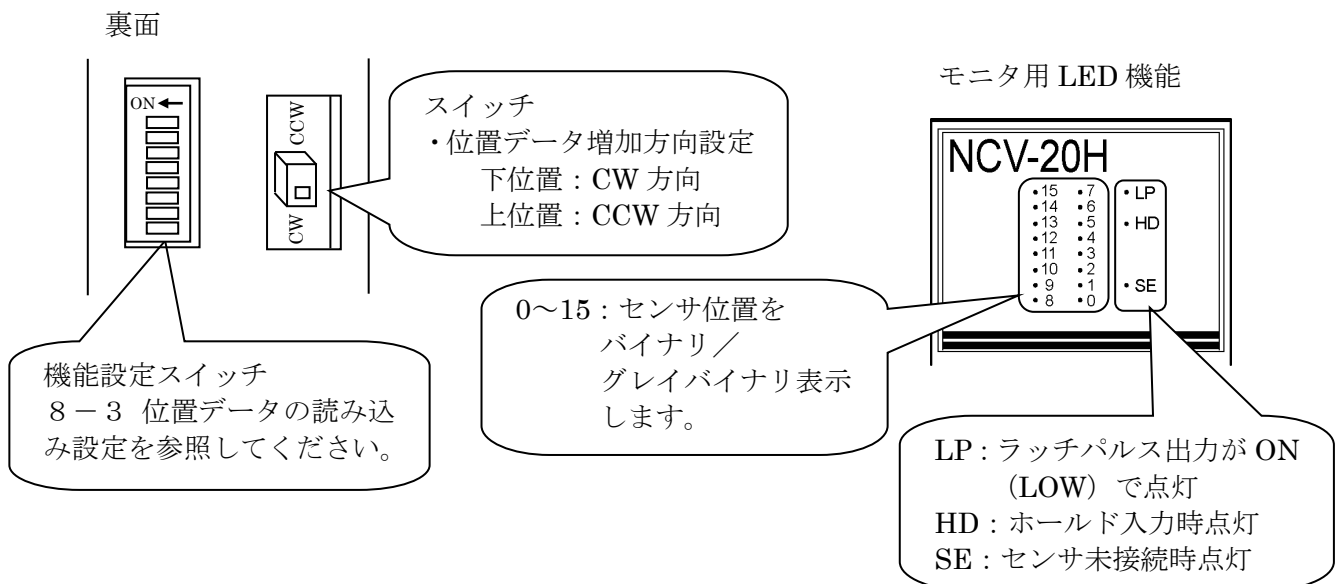 裏面
ON
CCW
CW
スイッチ
・位置データ増加方向設定
下位置：CW 方向
上位置：CCW 方向
機能設定スイッチ
８－３ 位置データの読み込
み設定を参照してください。
モニタ用 LED 機能
NCV-20H
・15 ・7 ・LP
・14 ・6
・13 ・5 ・HD
・12 ・4
・11 ・3
・10 ・2
・9 ・1 ・SE
・8 ・0
0～15：センサ位置を
バイナリ／
グレイバイナリ表示
します。
LP：ラッチパルス出力が ON
（LOW）で点灯
HD：ホールド入力時点灯
SE：センサ未接続時点灯